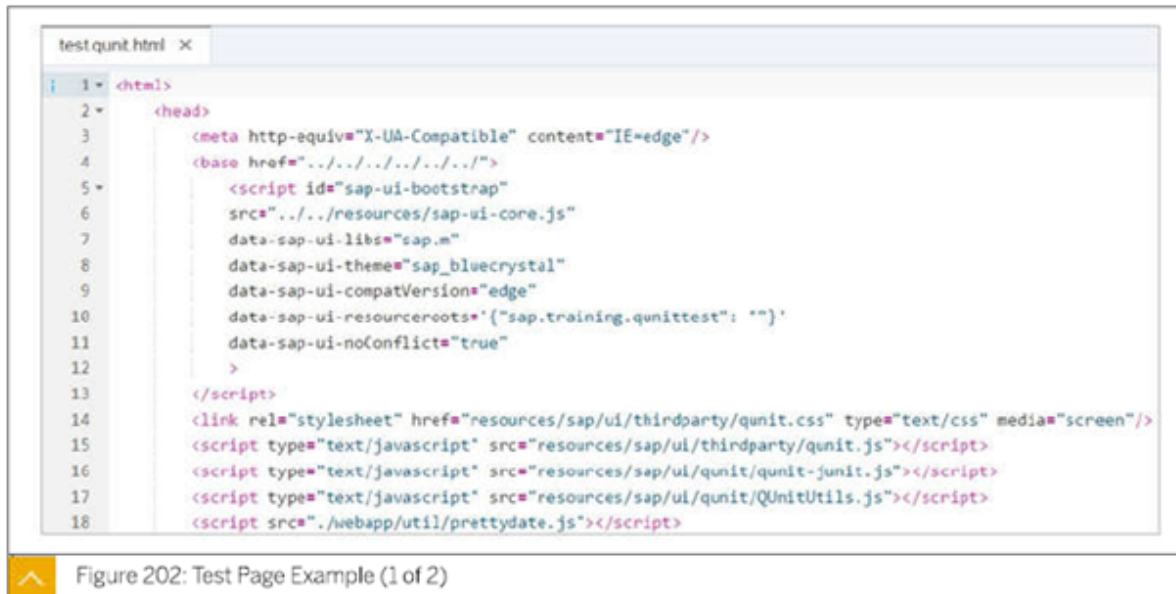 test.qunit.html ×
1 <html>
2 <head>
3 <meta http-equiv="X-UA-Compatible" content="IE=edge"/>
4 <base href="../../../../../../">
5 <script id="sap-ui-bootstrap"
6 src="../../resources/sap-ui-core.js"
7 data-sap-ui-libs="sap.m"
8 data-sap-ui-theme="sap_bluecrystal"
9 data-sap-ui-compatVersion="edge"
10 data-sap-ui-resourceroots='{"sap.training.qunittest": ""}'
11 data-sap-ui-noConflict="true"
12 >
13 </script>
14 <link rel="stylesheet" href="resources/sap/ui/thirdparty/qunit.css" type="text/css" media="screen"/>
15 <script type="text/javascript" src="resources/sap/ui/thirdparty/qunit.js"></script>
16 <script type="text/javascript" src="resources/sap/ui/qunit/qunit-junit.js"></script>
17 <script type="text/javascript" src="resources/sap/ui/qunit/QUnitUtils.js"></script>
18 <script src="./webapp/util/prettydate.js"></script>
Figure 202: Test Page Example (1 of 2)